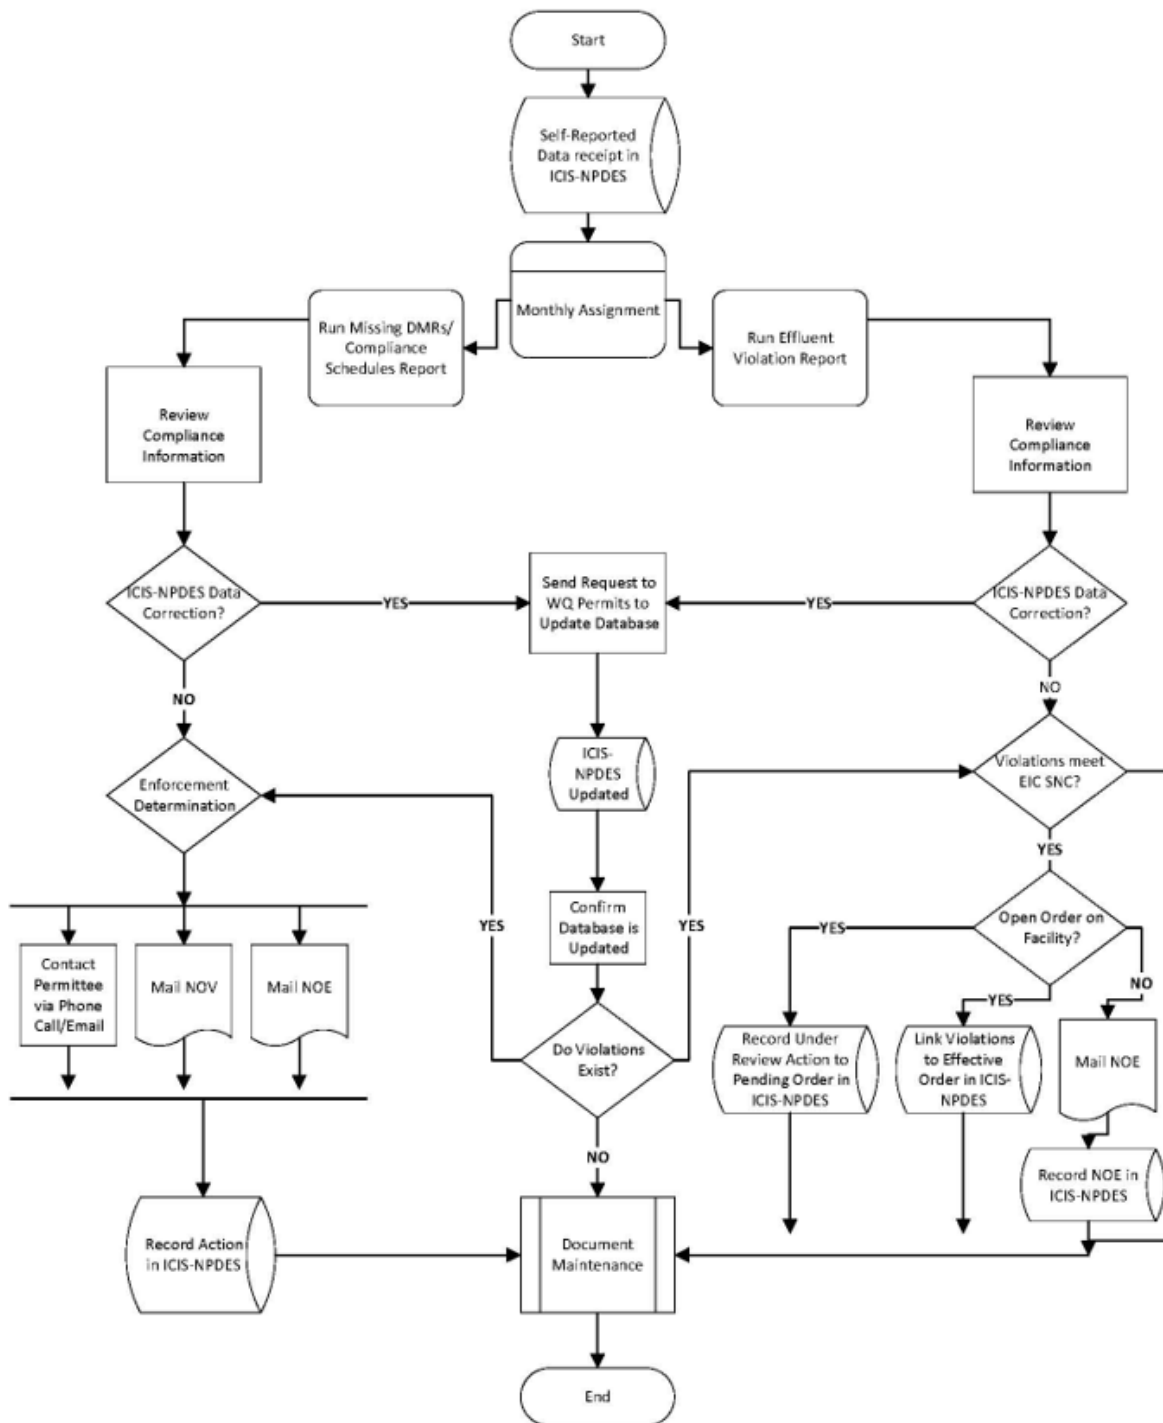 Start
Self-Reported
Data receipt in
ICIS-NPDES
Monthly Assignment
Run Missing DMRs/
Compliance
Schedules Report
Run Effluent
Violation Report
Review
Compliance
Information
Review
Compliance
Information
ICIS-NPDES Data
Correction?
YES
Send Request to
WQ Permits to
Update Database
YES
ICIS-NPDES Data
Correction?
NO
NO
Enforcement
Determination
ICIS-
NPDES
Updated
Violations meet
EIC SNC?
YES
Confirm
Database is
Updated
YES
YES
Open Order on
Facility?
YES
NO
YES
Contact
Permittee
via Phone
Call/Email
Mail NOV
Mail NOE
Do Violations
Exist?
Record Under
Review Action to
Pending Order in
ICIS-NPDES
Link Violations
to Effective
Order in ICIS-
NPDES
Mail NOE
NO
Record NOE in
ICIS-NPDES
Record Action
in ICIS-NPDES
Document
Maintenance
End